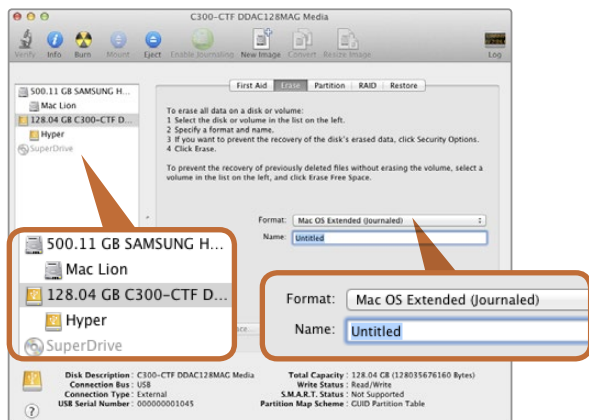 C300-CTF DDAC128MAG Media
Verify Info Burn Mount Eject Enable Journaling New Image Convert Resize Image Log
500.11 GB SAMSUNG H...
Mac Lion
128.04 GB C300-CTF D...
Hyper
SuperDrive
First Aid Erase Partition RAID Restore
To erase all data on a disk or volume:
1 Select the disk or volume in the list on the left.
2 Specify a format and name.
3 If you want to prevent the recovery of the disk's erased data, click Security Options.
4 Click Erase.
To prevent the recovery of previously deleted files without erasing the volume, select a
volume in the list on the left, and click Erase Free Space.
Format: Mac OS Extended (Journaled)
Name: Untitled
500.11 GB SAMSUNG H...
Mac Lion
128.04 GB C300-CTF D...
Hyper
SuperDrive
Format: Mac OS Extended (Journaled)
Name: Untitled
Disk Description : C300-CTF DDAC128MAG Media
Connection Bus : USB
Connection Type : External
USB Serial Number : 000000001045
Total Capacity : 128.04 GB (128035676160 Bytes)
Write Status : Read/Write
S.M.A.R.T. Status : Not Supported
Partition Map Scheme : GUID Partition Table
?